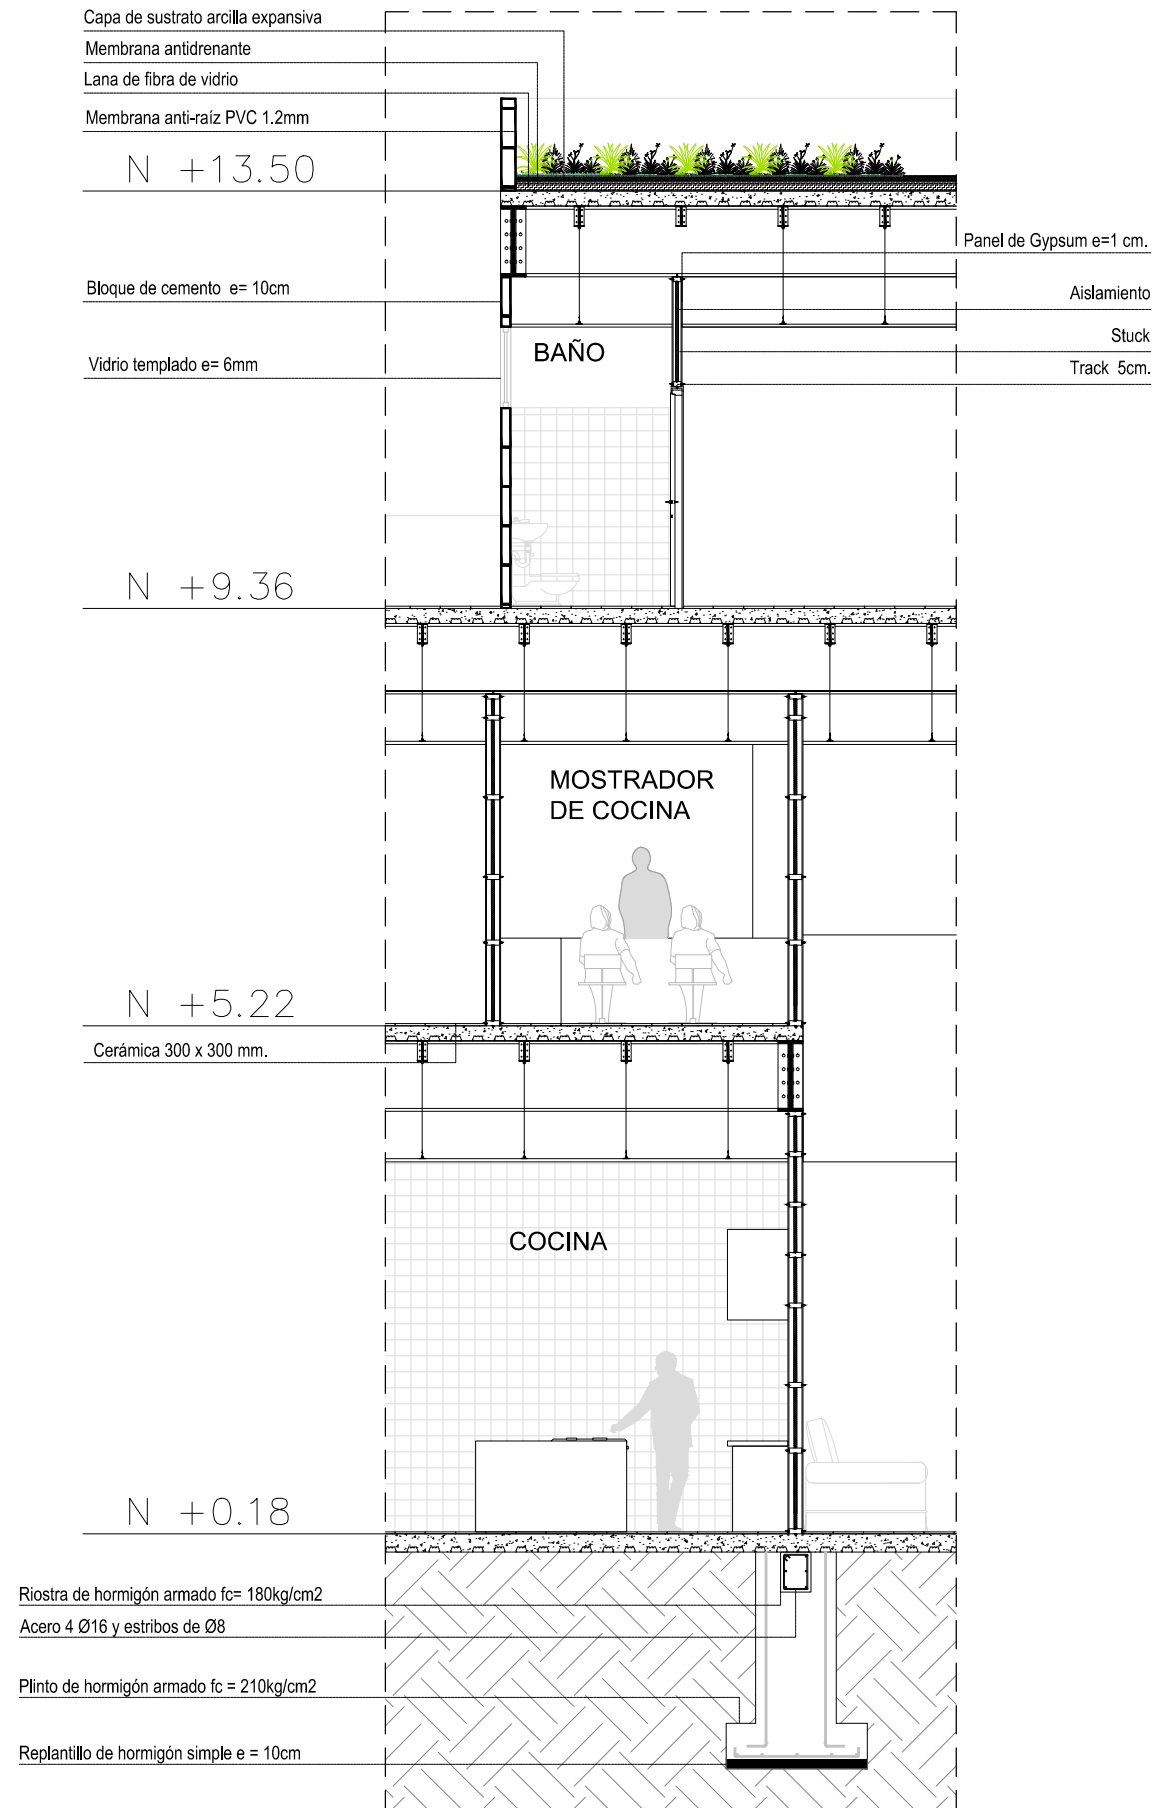 Capa de sustrato arcilla expansiva
Membrana antidrenante
Lana de fibra de vidrio
Membrana anti-raíz PVC 1.2mm
N +13.50
Panel de Gypsum e=1 cm.
Bloque de cemento e= 10cm
Aislamiento
Stuck
BAÑO
Vidrio templado e= 6mm
Track 5cm.
N +9.36
MOSTRADOR
DE COCINA
N +5.22
Cerámica 300 x 300 mm.
COCINA
N +0.18
Riostra de hormigón armado fc= 180kg/cm2
Acero 4 Ø16 y estribos de Ø8
Plinto de hormigón armado fc = 210kg/cm2
Replantillo de hormigón simple e = 10cm